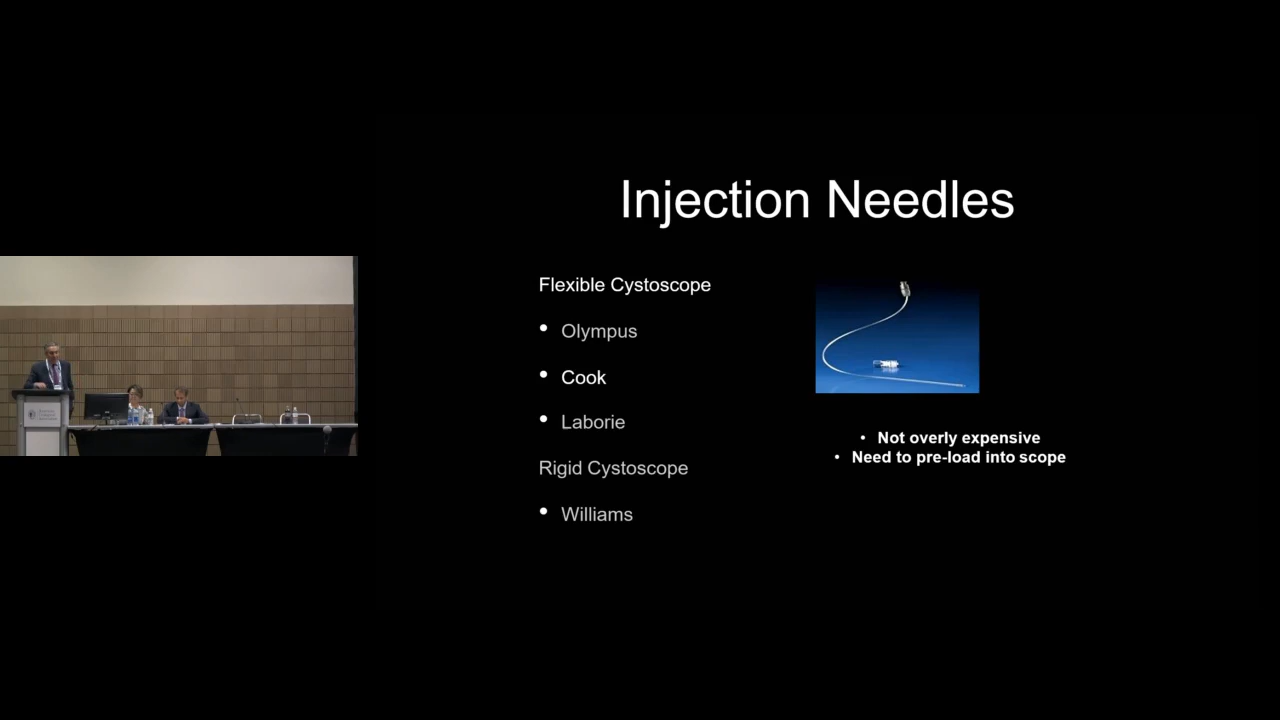 Injection Needles
Flexible Cystoscope
• Olympus
• Cook
• Laborie
Rigid Cystoscope
• Williams
• Not overly expensive
• Need to pre-load into scope